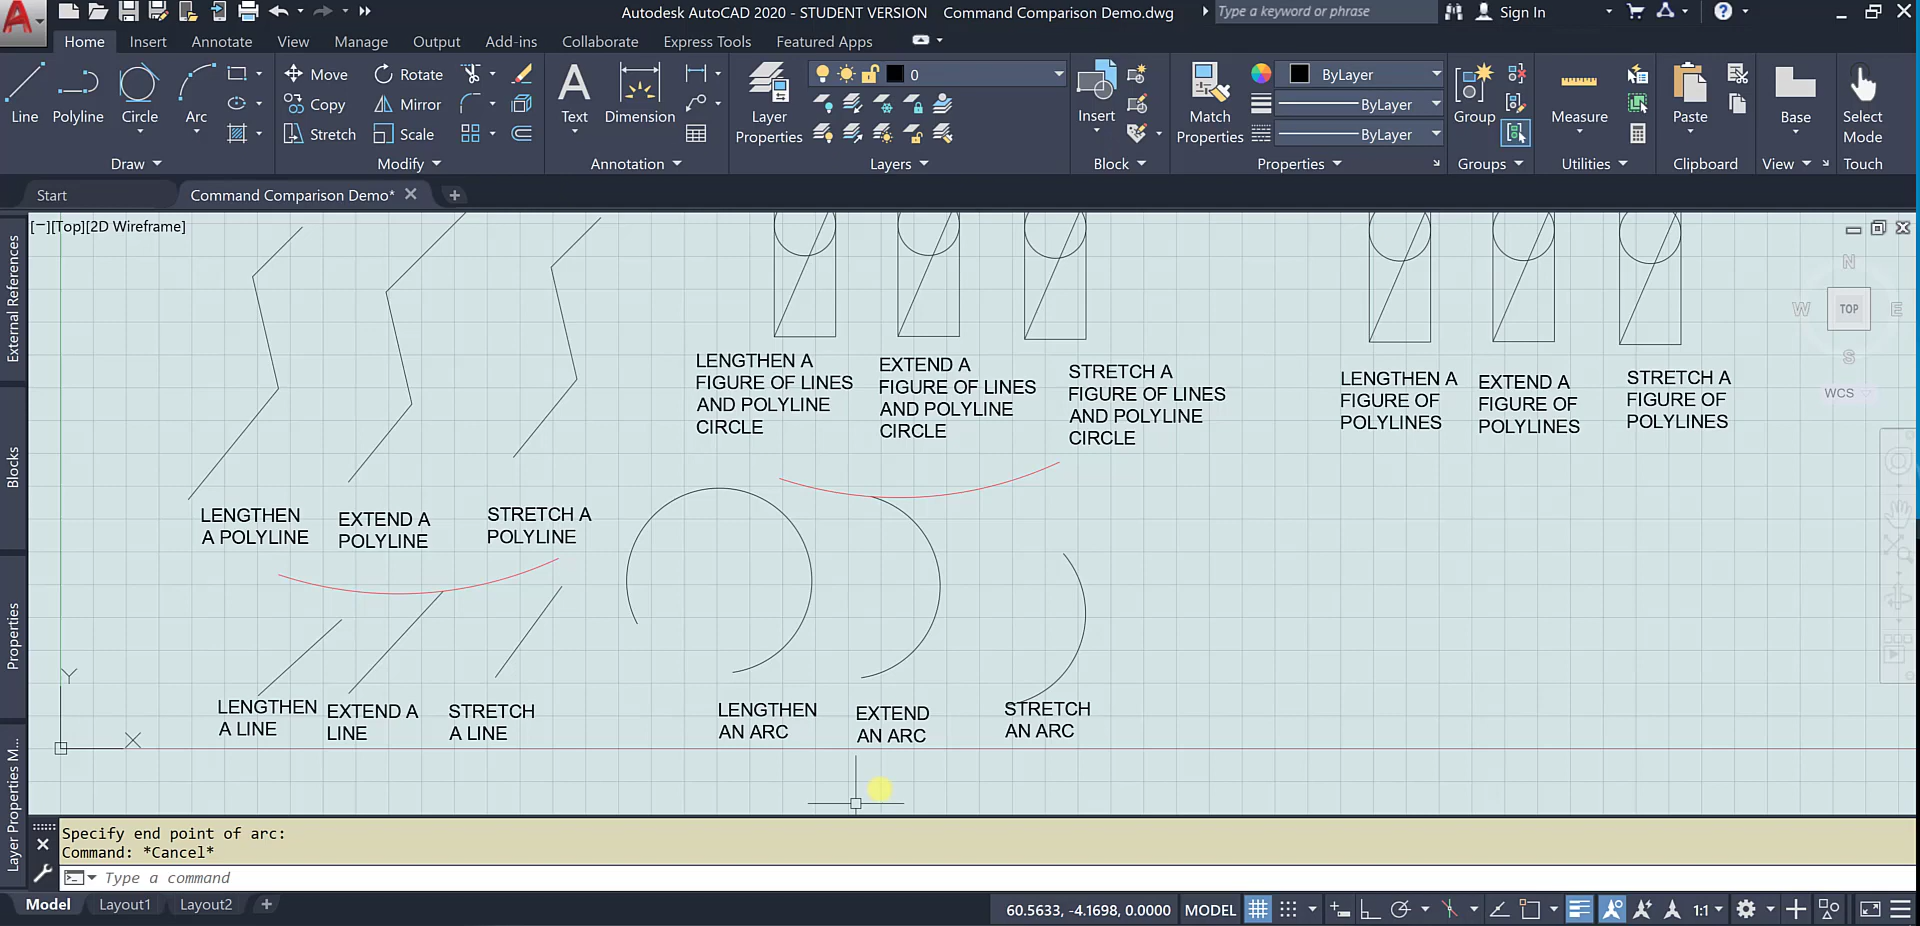 Autodesk AutoCAD 2020 - STUDENT VERSION Command Comparison Demo.dwg Type a keyword or phrase Sign In
Home Insert Annotate View Manage Output Add-ins Collaborate Express Tools Featured Apps
Line Polyline Circle Arc
Move Rotate
Copy Mirror
Stretch Scale
Text Dimension
Layer
Properties
0
Insert
Match
Properties
ByLayer
ByLayer
ByLayer
Group
Measure
Paste
Base
Select
Mode
Draw Modify Annotation Layers Block Properties Groups Utilities Clipboard View Touch
Start Command Comparison Demo*
[−][Top][2D Wireframe]
External References
Blocks
Properties
Layer Properties M...
N
W TOP E
S
WCS
LENGTHEN A
FIGURE OF LINES
AND POLYLINE
CIRCLE
EXTEND A
FIGURE OF LINES
AND POLYLINE
CIRCLE
STRETCH A
FIGURE OF LINES
AND POLYLINE
CIRCLE
LENGTHEN A
FIGURE OF
POLYLINES
EXTEND A
FIGURE OF
POLYLINES
STRETCH A
FIGURE OF
POLYLINES
LENGTHEN
A POLYLINE
EXTEND A
POLYLINE
STRETCH A
POLYLINE
LENGTHEN
A LINE
EXTEND A
LINE
STRETCH
A LINE
LENGTHEN
AN ARC
EXTEND
AN ARC
STRETCH
AN ARC
Y
X
Specify end point of arc:
Command: *Cancel*
Type a command
Model Layout1 Layout2
60.5633, -4.1698, 0.0000 MODEL 1:1